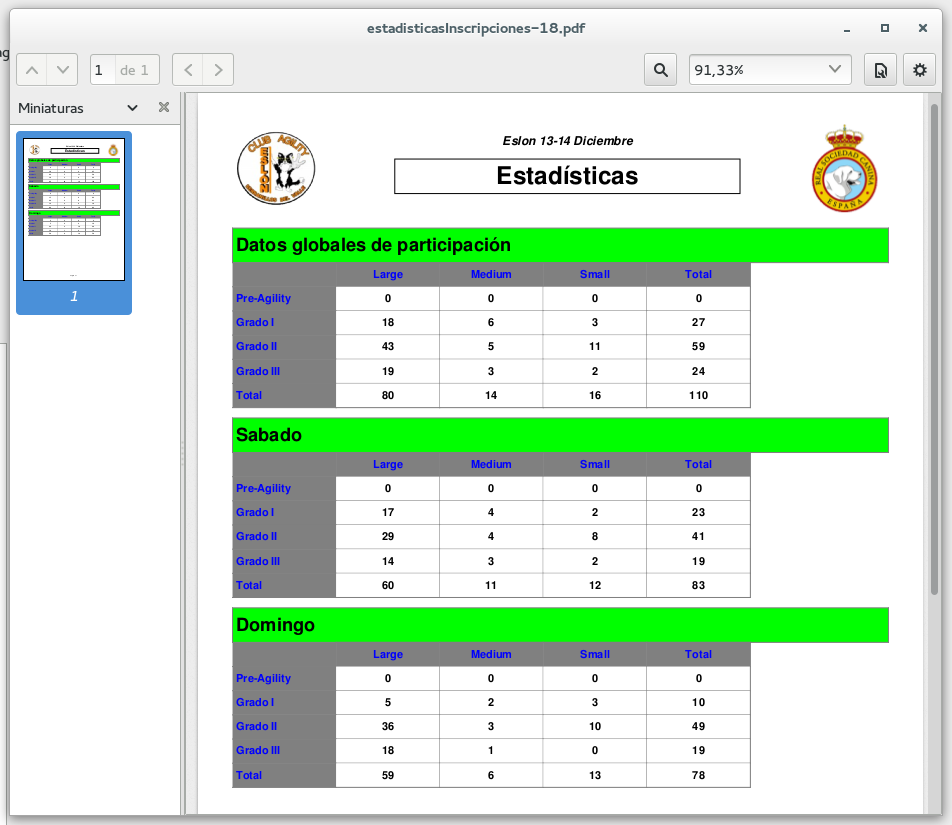 estadisticasInscripciones-18.pdf
1 de 1 91,33%
Miniaturas
1
Eslon 13-14 Diciembre
Estadísticas
CLUB AGILITY
ESLON
REAL SOCIEDAD CANINA
ESPAÑA
Datos globales de participación
Large Medium Small Total
Pre-Agility 0 0 0 0
Grado I 18 6 3 27
Grado II 43 5 11 59
Grado III 19 3 2 24
Total 80 14 16 110
Sabado
Large Medium Small Total
Pre-Agility 0 0 0 0
Grado I 17 4 2 23
Grado II 29 4 8 41
Grado III 14 3 2 19
Total 60 11 12 83
Domingo
Large Medium Small Total
Pre-Agility 0 0 0 0
Grado I 5 2 3 10
Grado II 36 3 10 49
Grado III 18 1 0 19
Total 59 6 13 78